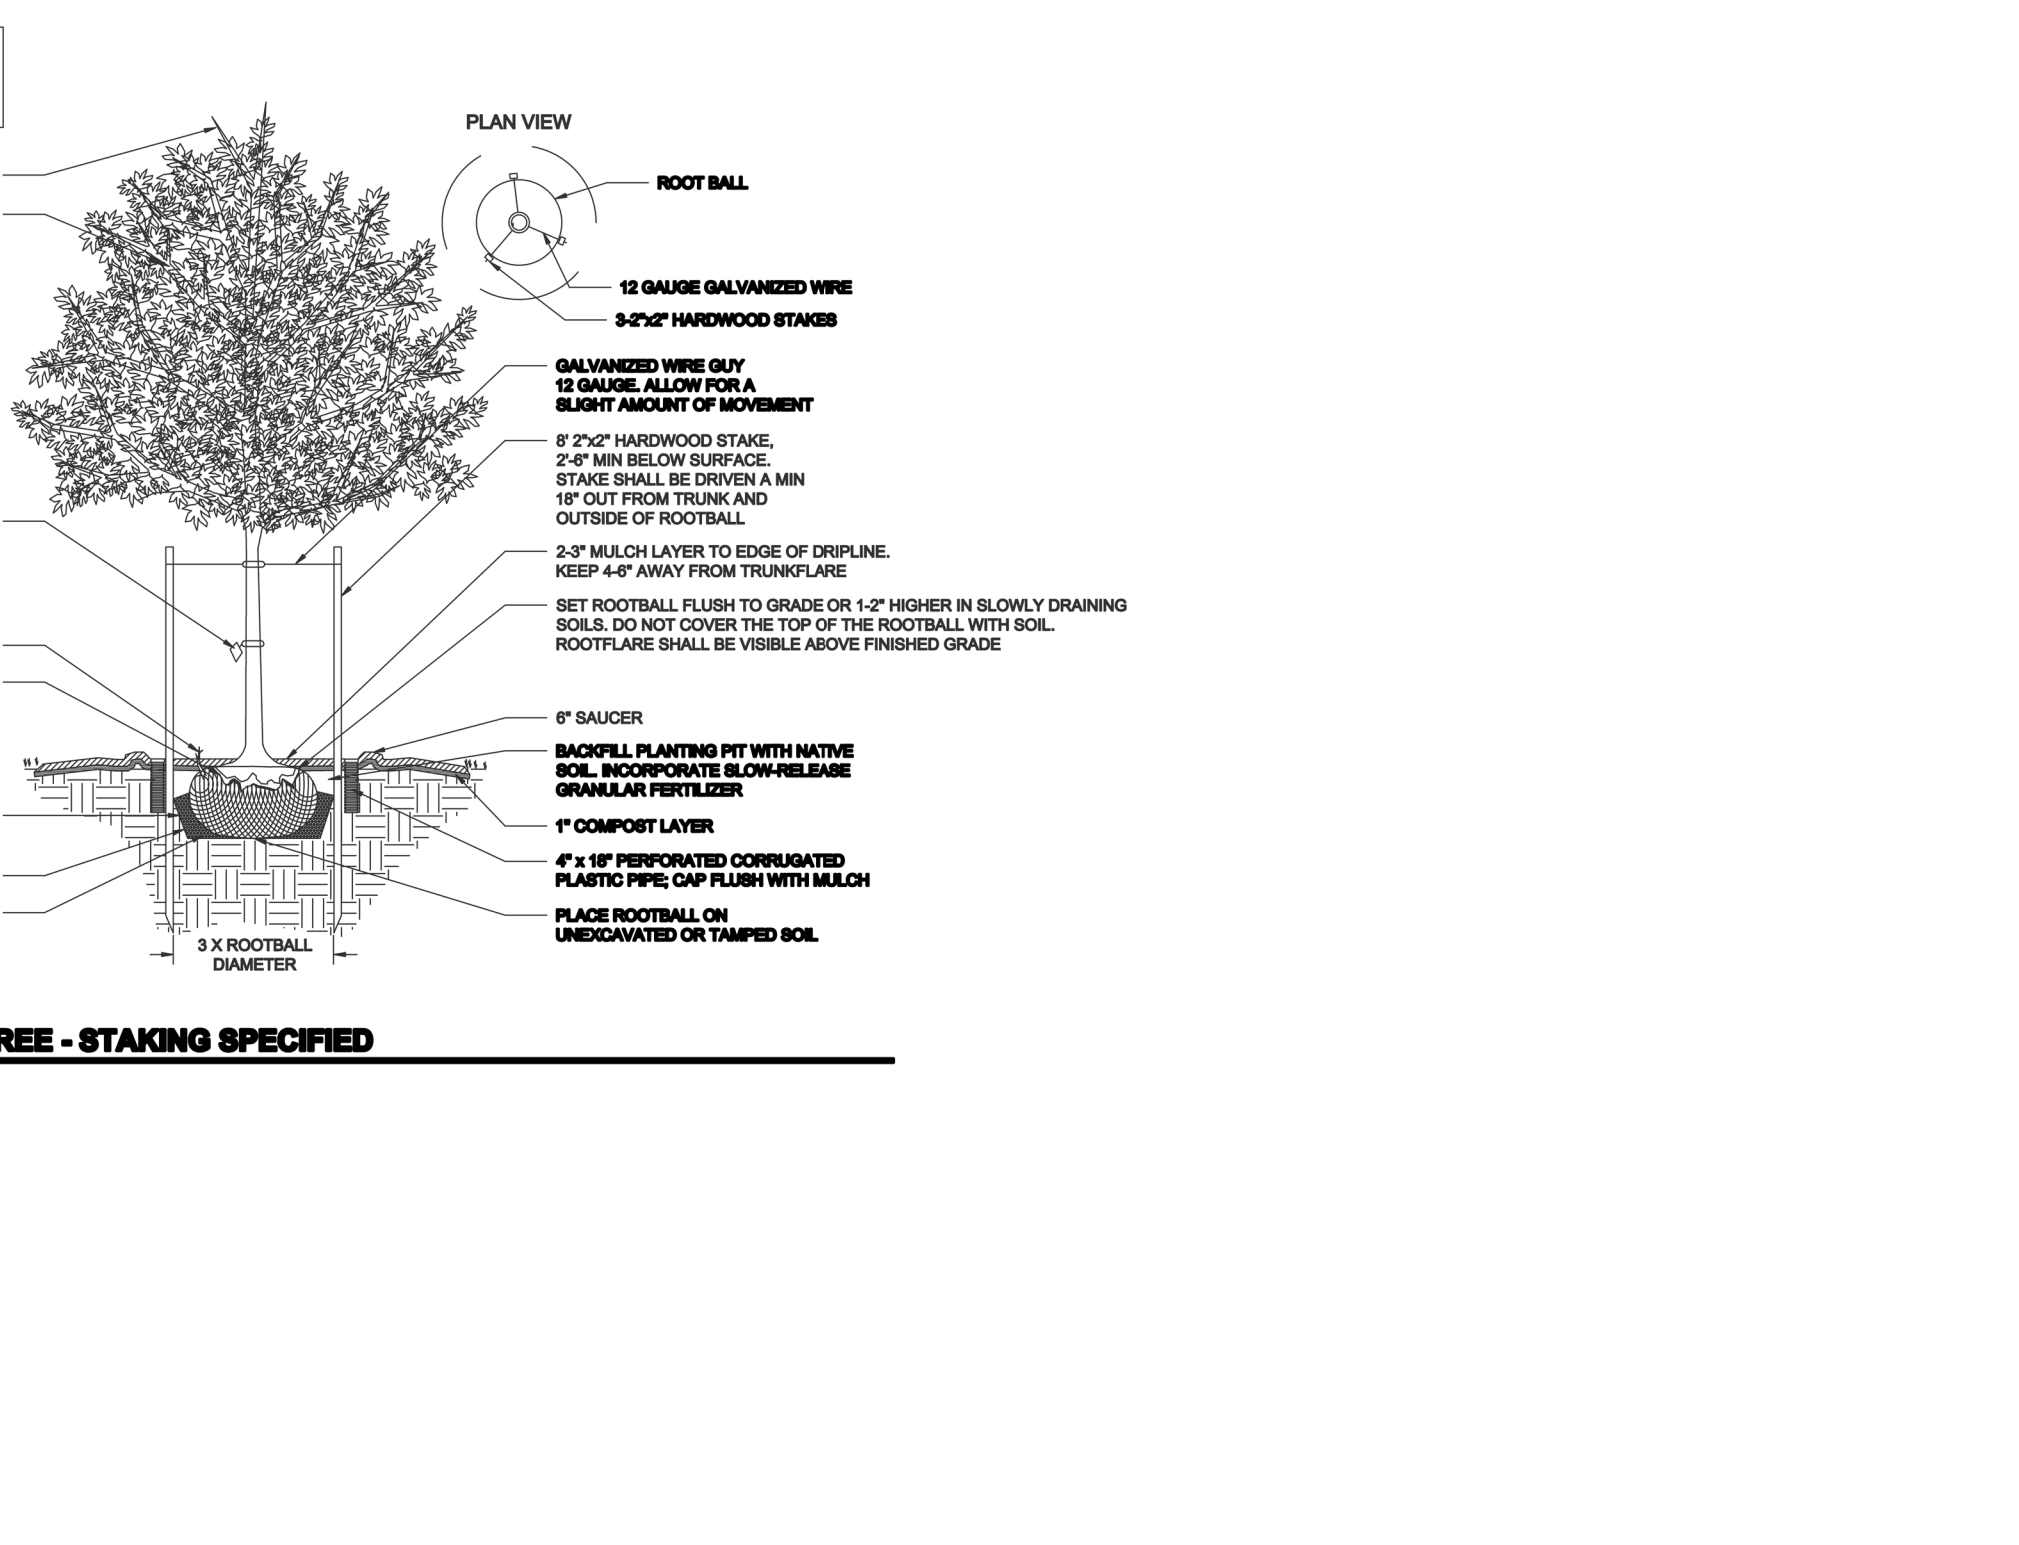 PLAN VIEW
ROOT BALL
12 GAUGE GALVANIZED WIRE
3-2"x2" HARDWOOD STAKES
GALVANIZED WIRE GUY
12 GAUGE. ALLOW FOR A
SLIGHT AMOUNT OF MOVEMENT
8' 2"x2" HARDWOOD STAKE,
2'-6" MIN BELOW SURFACE.
STAKE SHALL BE DRIVEN A MIN
18" OUT FROM TRUNK AND
OUTSIDE OF ROOTBALL
2-3" MULCH LAYER TO EDGE OF DRIPLINE.
KEEP 4-6" AWAY FROM TRUNKFLARE
SET ROOTBALL FLUSH TO GRADE OR 1-2" HIGHER IN SLOWLY DRAINING
SOILS. DO NOT COVER THE TOP OF THE ROOTBALL WITH SOIL.
ROOTFLARE SHALL BE VISIBLE ABOVE FINISHED GRADE
6" SAUCER
BACKFILL PLANTING PIT WITH NATIVE
SOIL. INCORPORATE SLOW-RELEASE
GRANULAR FERTILIZER
1" COMPOST LAYER
4" x 18" PERFORATED CORRUGATED
PLASTIC PIPE; CAP FLUSH WITH MULCH
PLACE ROOTBALL ON
UNEXCAVATED OR TAMPED SOIL
3 X ROOTBALL
DIAMETER
REE - STAKING SPECIFIED